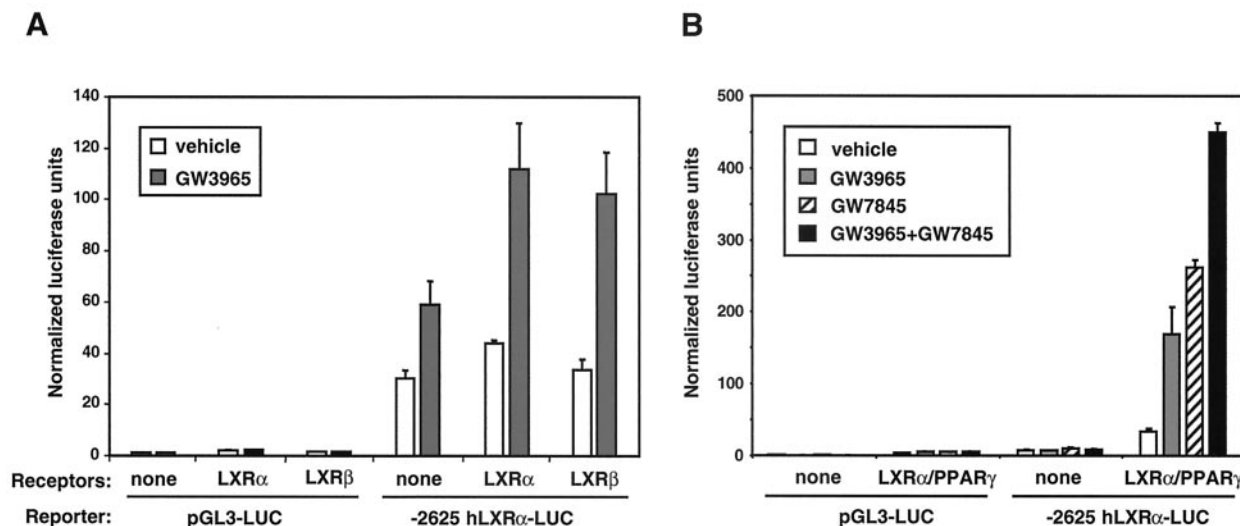 A
Normalized luciferase units
140
120
100
80
60
40
20
0
vehicle
GW3965
Receptors: none LXRα LXRβ none LXRα LXRβ
Reporter: pGL3-LUC -2625 hLXRα-LUC
B
Normalized luciferase units
500
450
400
300
200
100
50
0
vehicle
GW3965
GW7845
GW3965+GW7845
none LXRα/PPARγ none LXRα/PPARγ
pGL3-LUC -2625 hLXRα-LUC